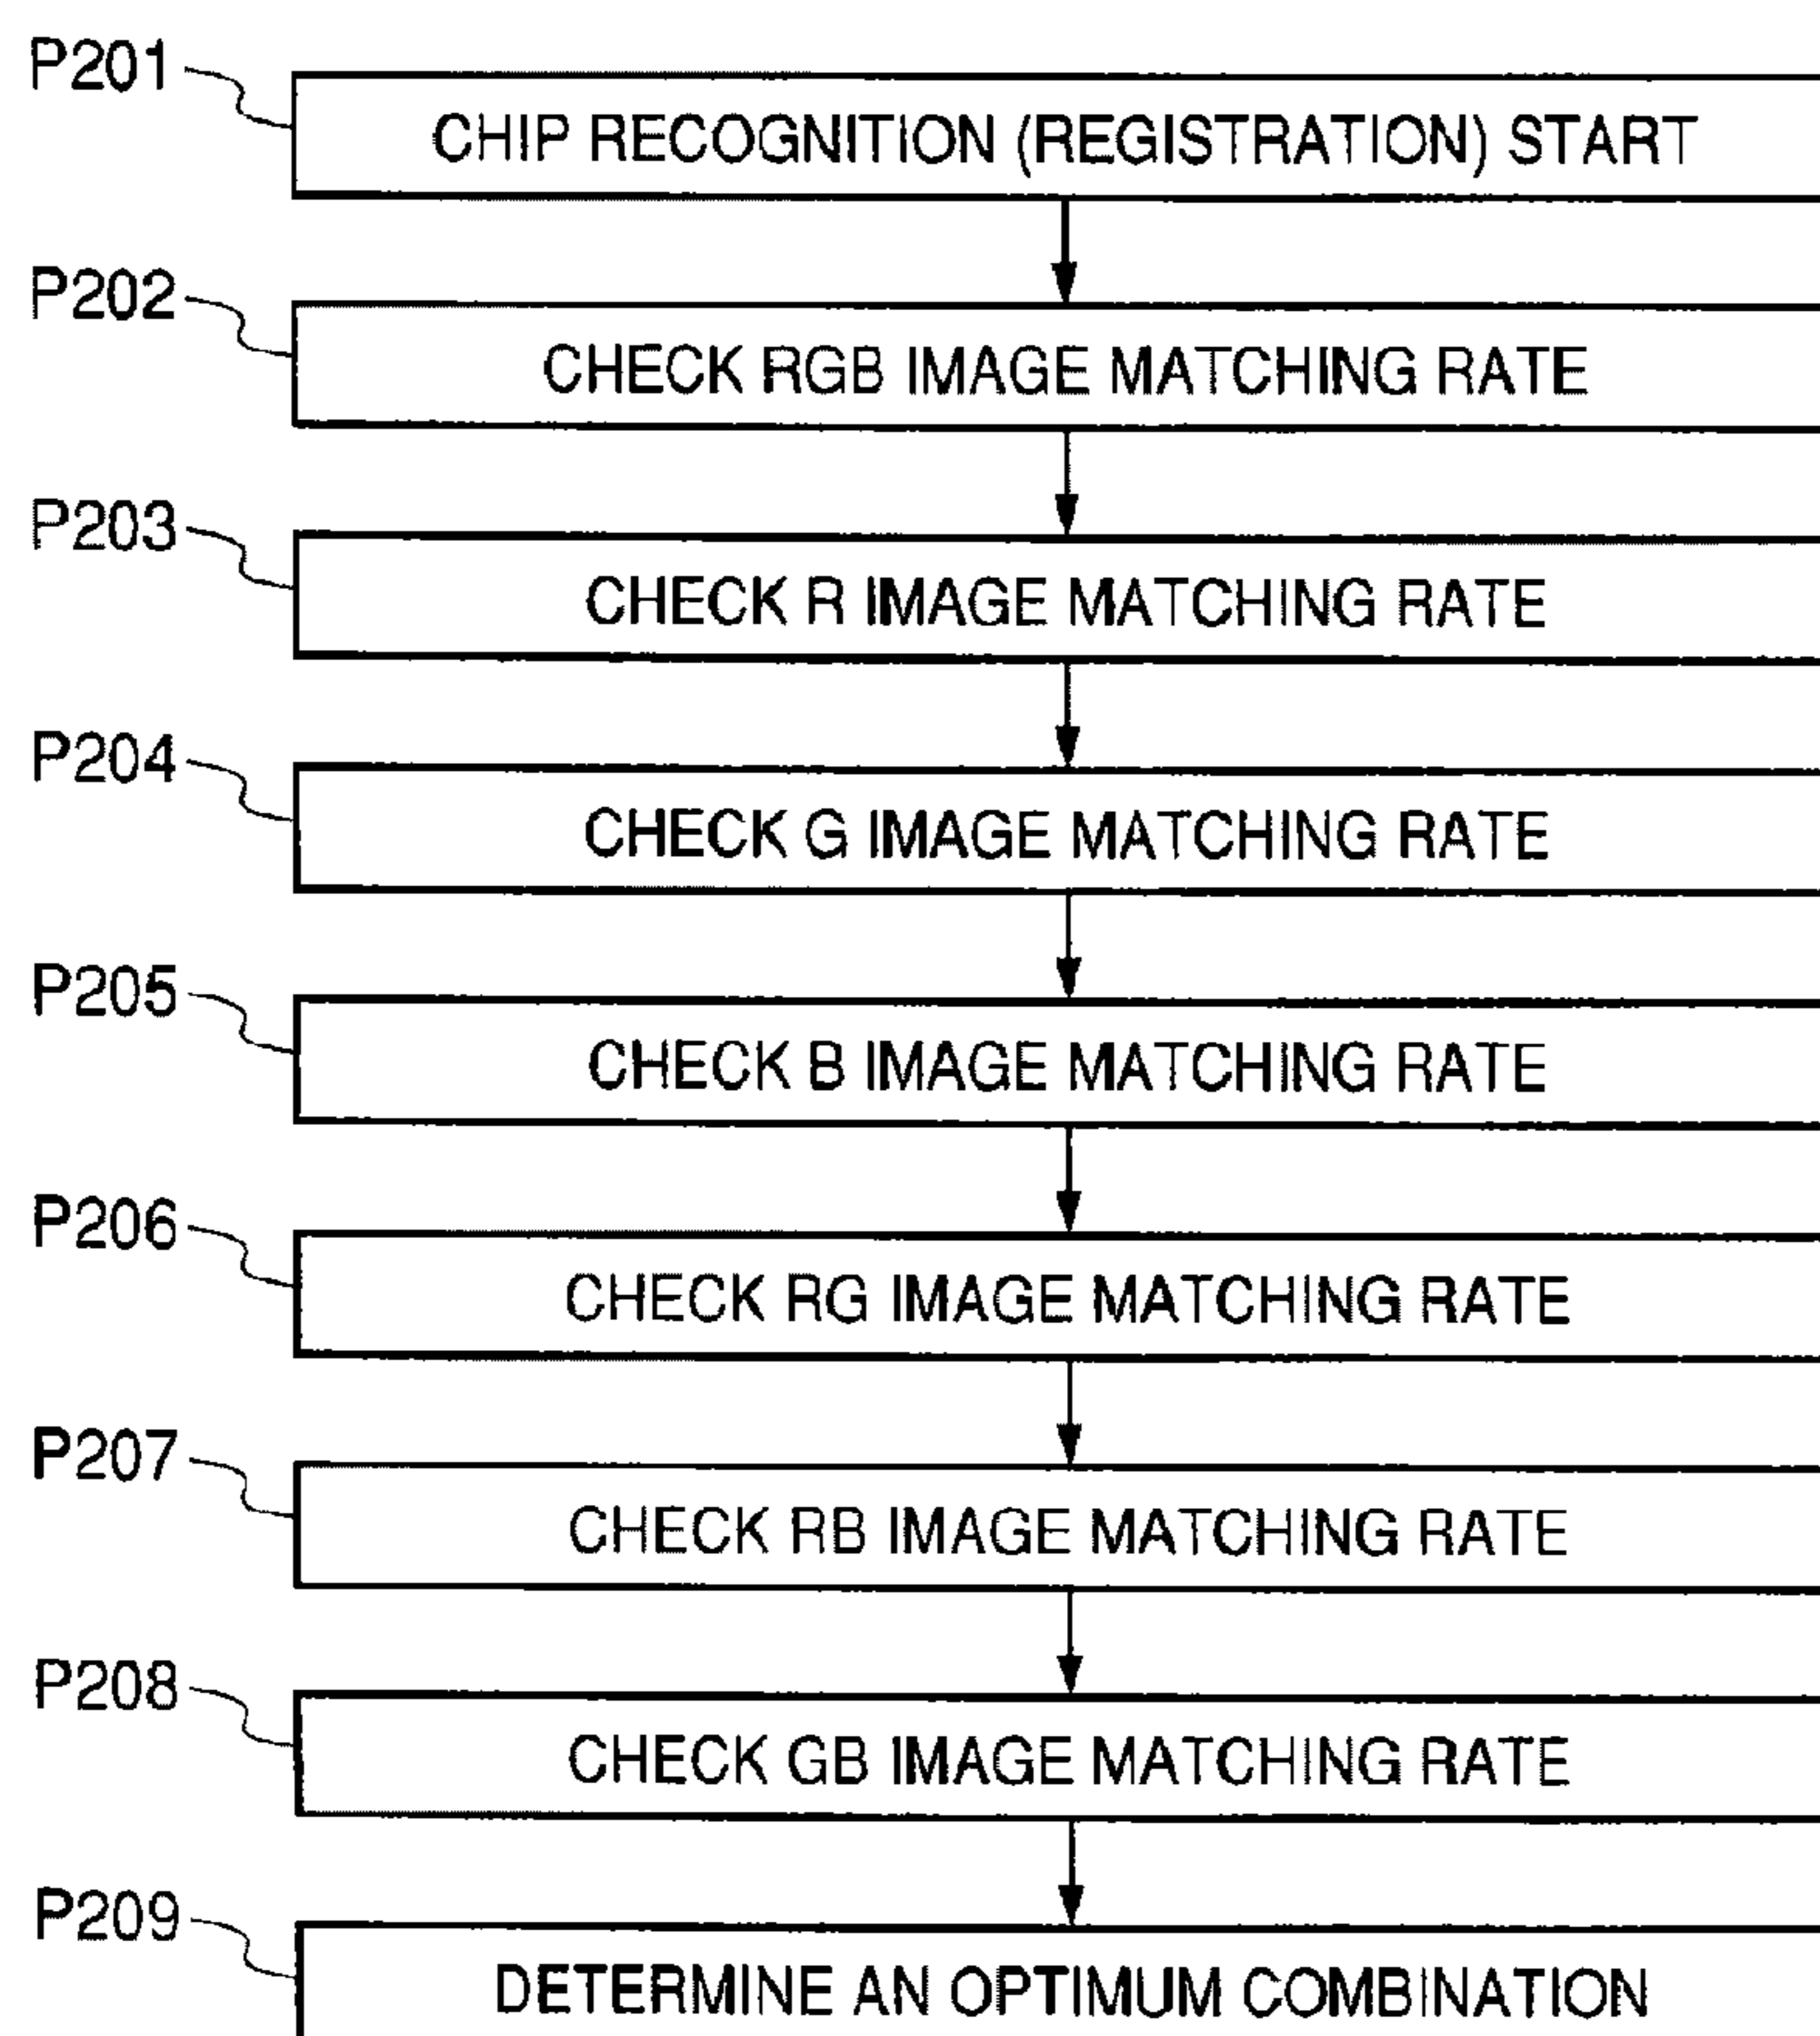 P201
CHIP RECOGNITION (REGISTRATION) START
P202
CHECK RGB IMAGE MATCHING RATE
P203
CHECK R IMAGE MATCHING RATE
P204
CHECK G IMAGE MATCHING RATE
P205
CHECK B IMAGE MATCHING RATE
P206
CHECK RG IMAGE MATCHING RATE
P207
CHECK RB IMAGE MATCHING RATE
P208
CHECK GB IMAGE MATCHING RATE
P209
DETERMINE AN OPTIMUM COMBINATION